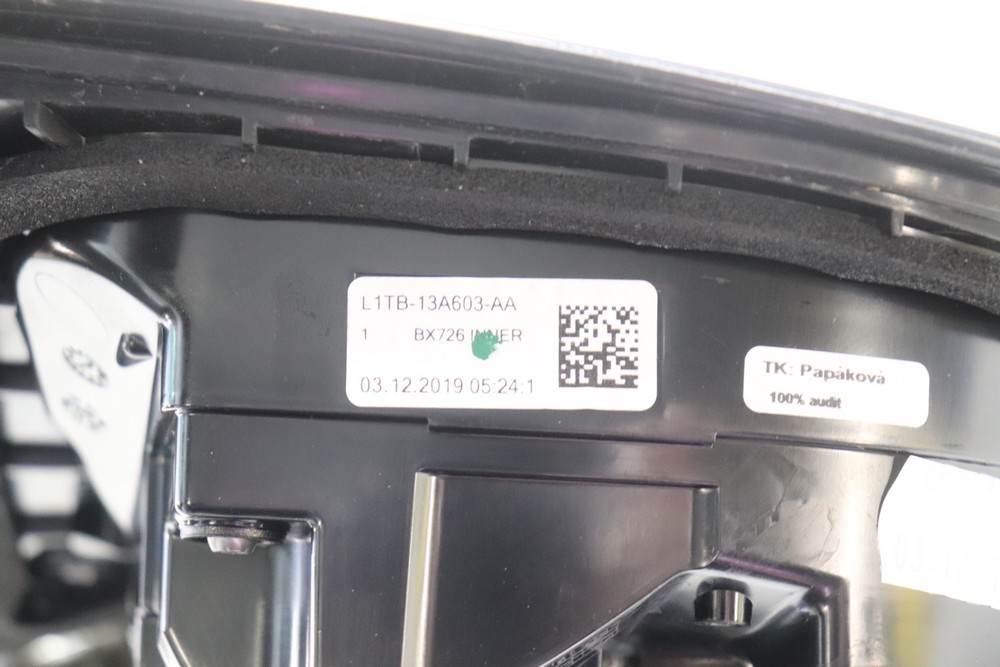 L1TB-13A603-AA
1 BX726 INNER
03.12.2019 05:24:1
TK: Papáková
100% audit